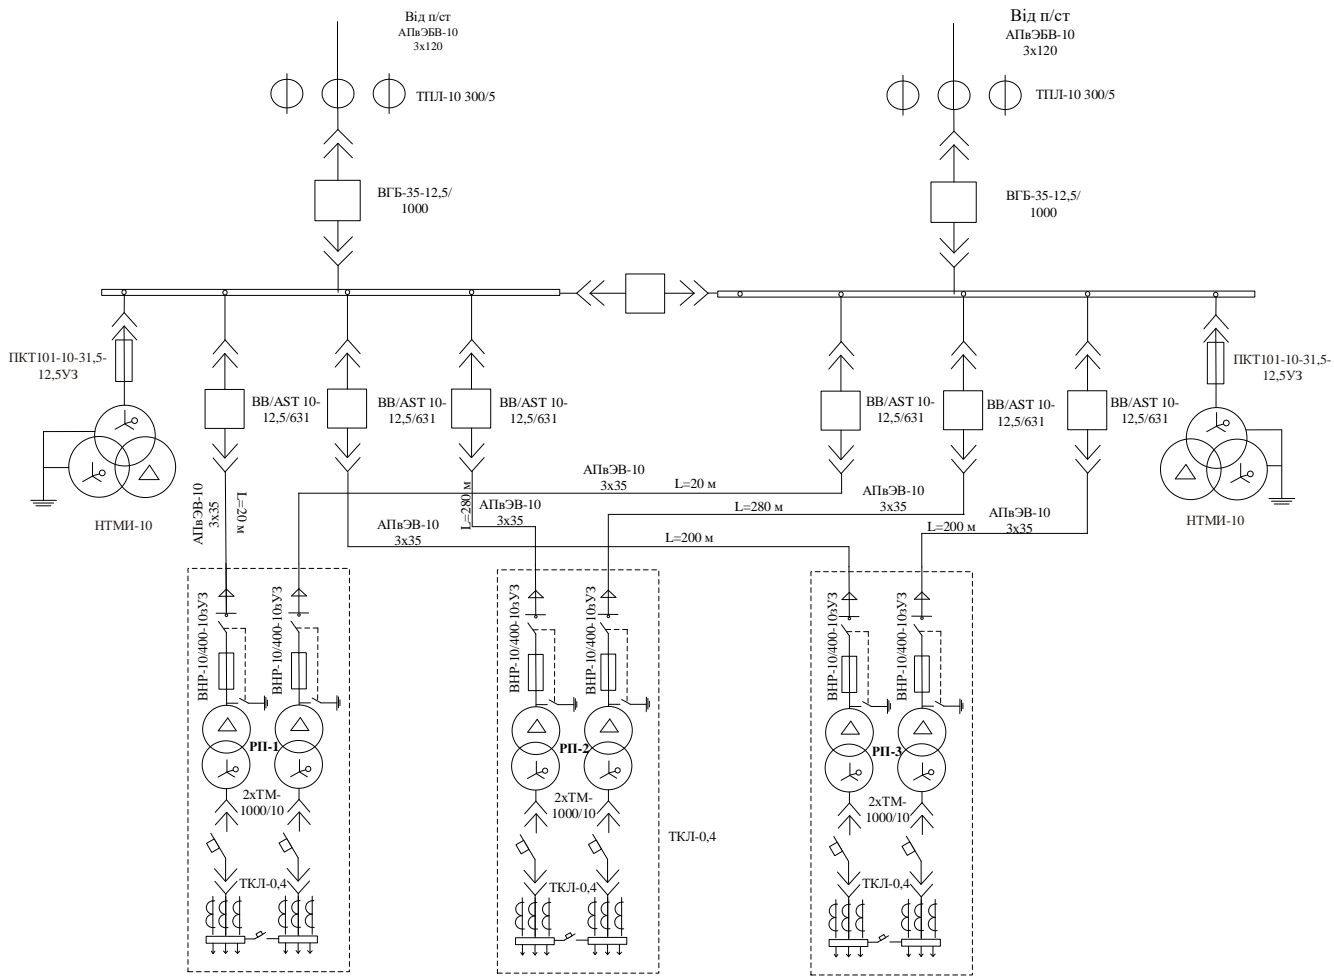 Від п/ст
АПвЭБВ-10
3х120
ТПЛ-10 300/5
ВГБ-35-12,5/
1000
Від п/ст
АПвЭБВ-10
3х120
ТПЛ-10 300/5
ВГБ-35-12,5/
1000
ПКТ101-10-31,5-
12,5УЗ
ВВ/AST 10-
12,5/631
ВВ/AST 10-
12,5/631
ВВ/AST 10-
12,5/631
ВВ/AST 10-
12,5/631
ВВ/AST 10-
12,5/631
ВВ/AST 10-
12,5/631
ПКТ101-10-31,5-
12,5УЗ
НТМИ-10
НТМИ-10
АПвЭВ-10
3х35
L=20 м
АПвЭВ-10
3х35
L=20 м
L=280 м
АПвЭВ-10
3х35
АПвЭВ-10
3х35
L=280 м
АПвЭВ-10
3х35
L=200 м
АПвЭВ-10
3х35
L=200 м
ВНР-10/400-10зУЗ
ВНР-10/400-10зУЗ
ВНР-10/400-10зУЗ
ВНР-10/400-10зУЗ
ВНР-10/400-10зУЗ
ВНР-10/400-10зУЗ
РП-1
РП-2
РП-3
2хТМ-
1000/10
2хТМ-
1000/10
2хТМ-
1000/10
ТКЛ-0,4
ТКЛ-0,4
ТКЛ-0,4
ТКЛ-0,4